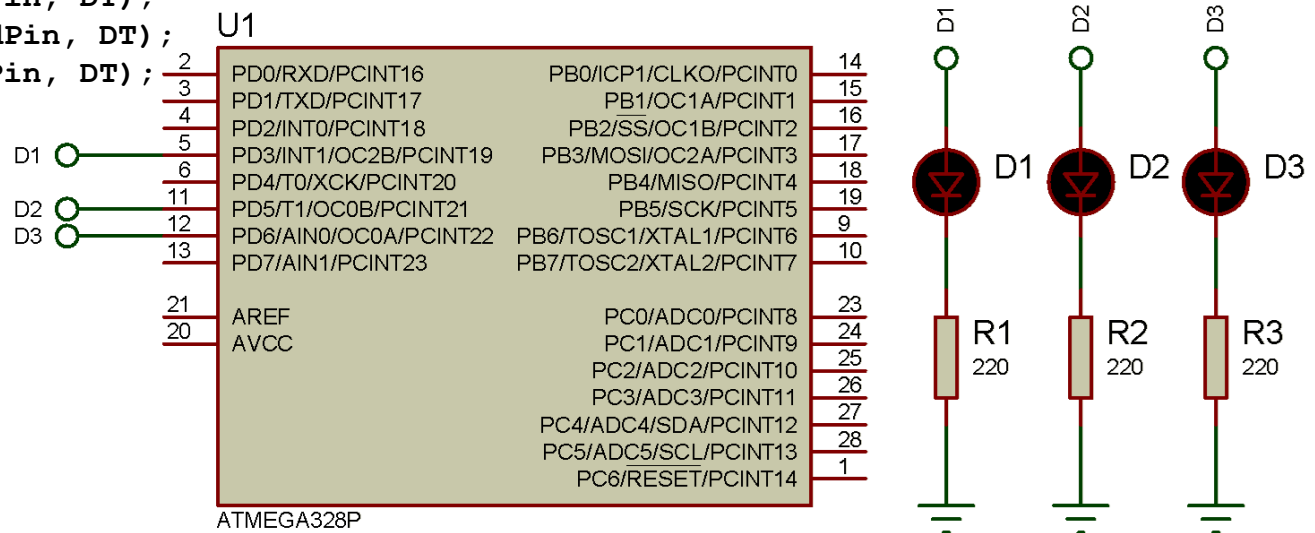 in, DT);
Pin, DT);
in, DT);
U1
2 PD0/RXD/PCINT16 PB0/ICP1/CLKO/PCINT0 14
3 PD1/TXD/PCINT17 PB1/OC1A/PCINT1 15
4 PD2/INT0/PCINT18 PB2/SS/OC1B/PCINT2 16
D1 5 PD3/INT1/OC2B/PCINT19 PB3/MOSI/OC2A/PCINT3 17
6 PD4/T0/XCK/PCINT20 PB4/MISO/PCINT4 18
D2 11 PD5/T1/OC0B/PCINT21 PB5/SCK/PCINT5 19
D3 12 PD6/AIN0/OC0A/PCINT22 PB6/TOSC1/XTAL1/PCINT6 9
13 PD7/AIN1/PCINT23 PB7/TOSC2/XTAL2/PCINT7 10
21 AREF PC0/ADC0/PCINT8 23
20 AVCC PC1/ADC1/PCINT9 24
PC2/ADC2/PCINT10 25
PC3/ADC3/PCINT11 26
PC4/ADC4/SDA/PCINT12 27
PC5/ADC5/SCL/PCINT13 28
PC6/RESET/PCINT14 1
ATMEGA328P
D1 D2 D3
D1 D2 D3
R1 R2 R3
220 220 220